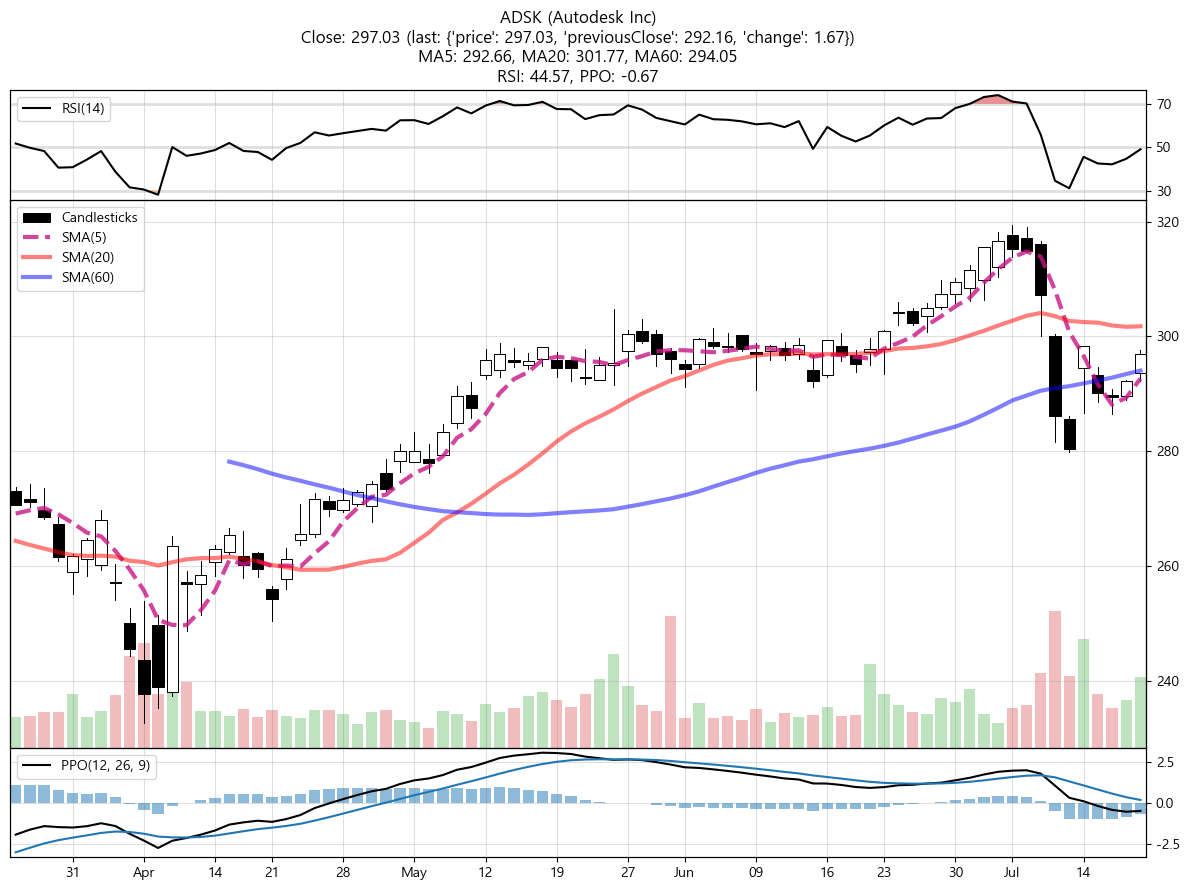 ADSK (Autodesk Inc)
Close: 297.03 (last: {'price': 297.03, 'previousClose': 292.16, 'change': 1.67})
MA5: 292.66, MA20: 301.77, MA60: 294.05
RSI: 44.57, PPO: -0.67
RSI(14)
70
50
30
Candlesticks
SMA(5)
SMA(20)
SMA(60)
320
300
280
260
240
PPO(12, 26, 9)
2.5
0.0
-2.5
31 Apr 14 21 28 May 12 19 27 Jun 09 16 23 30 Jul 14